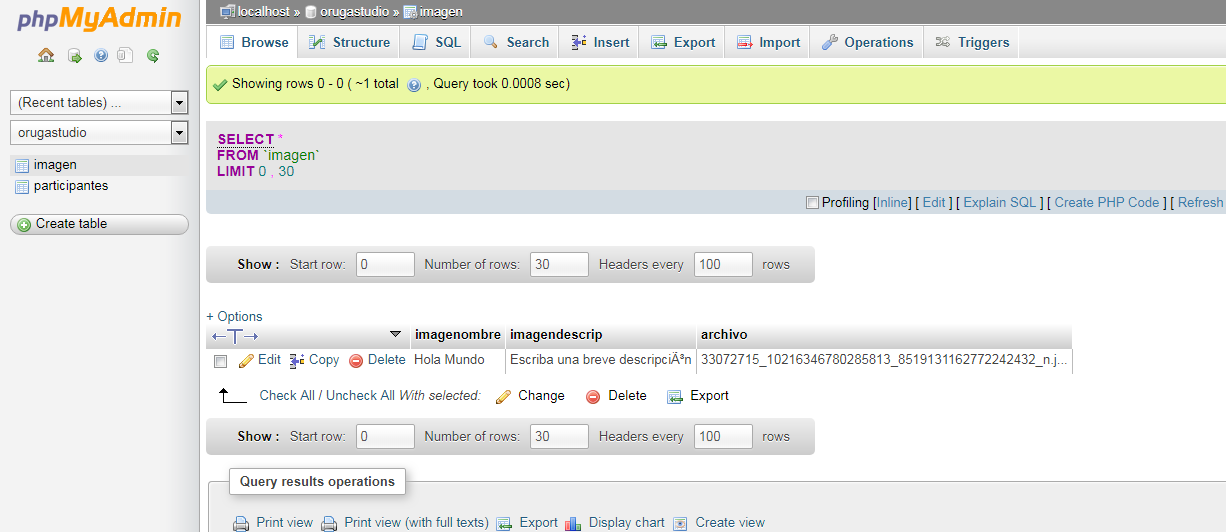 phpMyAdmin
localhost » orugastudio » imagen
Browse Structure SQL Search Insert Export Import Operations Triggers
Showing rows 0 - 0 ( ~1 total , Query took 0.0008 sec)
(Recent tables) ...
orugastudio
imagen
participantes
Create table
SELECT *
FROM `imagen`
LIMIT 0 , 30
Profiling [Inline] [ Edit ] [ Explain SQL ] [ Create PHP Code ] [ Refresh
Show : Start row: 0 Number of rows: 30 Headers every 100 rows
+ Options
←T→ imagenombre imagendescrip archivo
Edit Copy Delete Hola Mundo Escriba una breve descripciÃ³n 33072715_10216346780285813_8519131162772242432_n.j...
Check All / Uncheck All With selected: Change Delete Export
Show : Start row: 0 Number of rows: 30 Headers every 100 rows
Query results operations
Print view Print view (with full texts) Export Display chart Create view